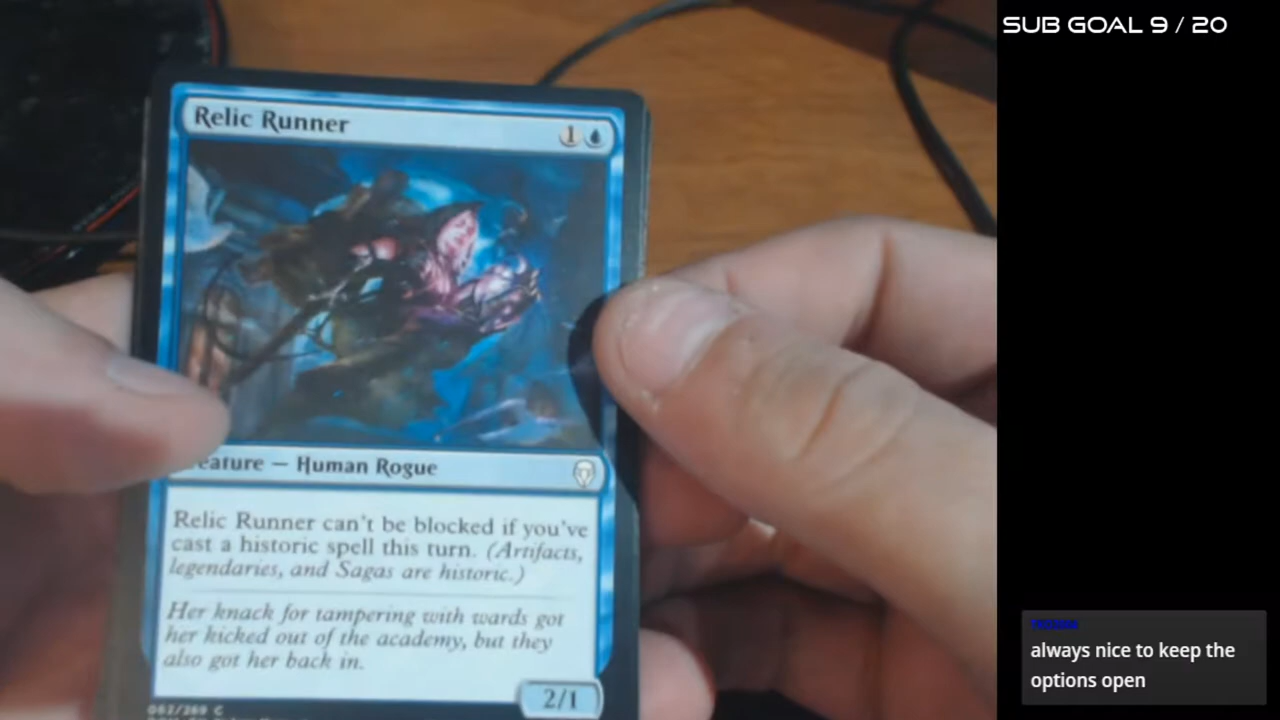 SUB GOAL 9 / 20
Relic Runner
1
eature — Human Rogue
Relic Runner can't be blocked if you've
cast a historic spell this turn. (Artifacts,
legendaries, and Sagas are historic.)
Her knack for tampering with wards got
her kicked out of the academy, but they
also got her back in.
2/1
062/269 C
always nice to keep the
options open